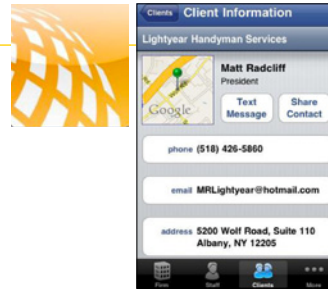 Clients Client Information
Lightyear Handyman Services
Matt Radcliff
President
Google
Text Message
Share Contact
phone (518) 426-5860
email MRLightyear@hotmail.com
address 5200 Wolf Road, Suite 110
Albany, NY 12205
Firm Staff Clients More